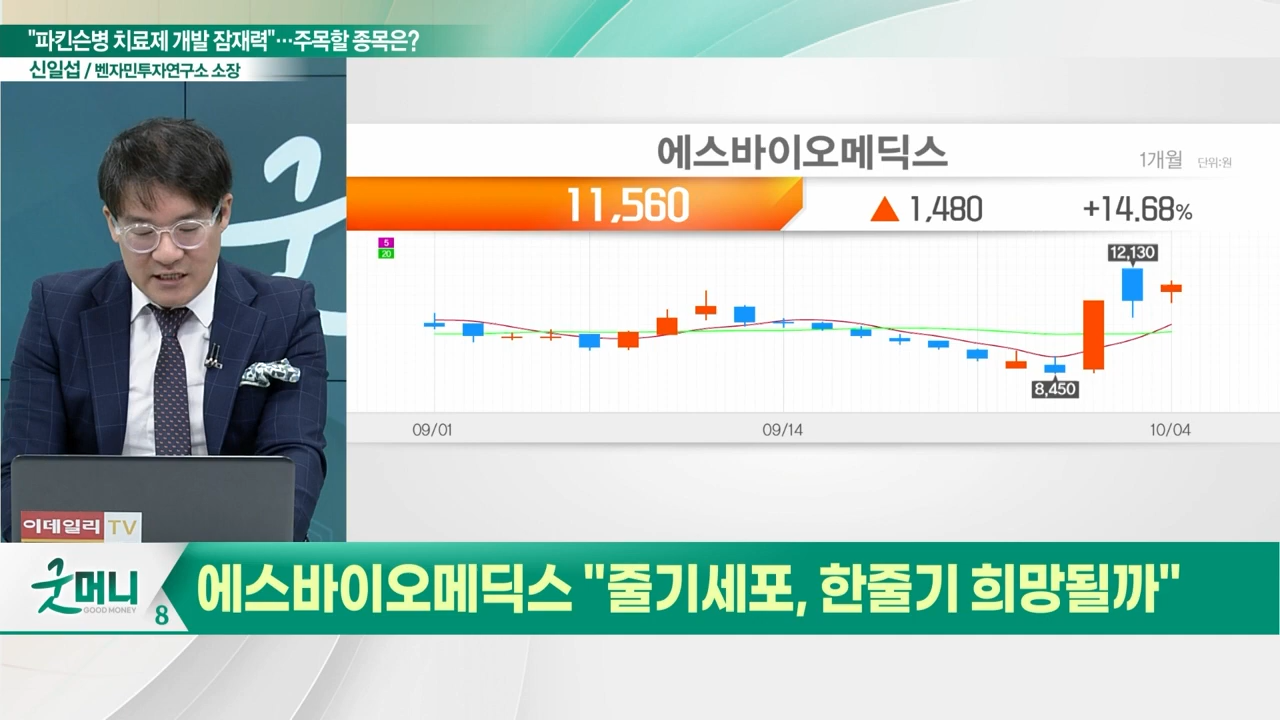 "파킨슨병 치료제 개발 잠재력"…주목할 종목은?
신일섭 / 벤자민투자연구소 소장
에스바이오메딕스
1개월 단위:원
11,560 ▲ 1,480 +14.68%
5
20
12,130
8,450
09/01 09/14 10/04
이데일리 TV
굿머니
GOOD MONEY
8
에스바이오메딕스 "줄기세포, 한줄기 희망될까"